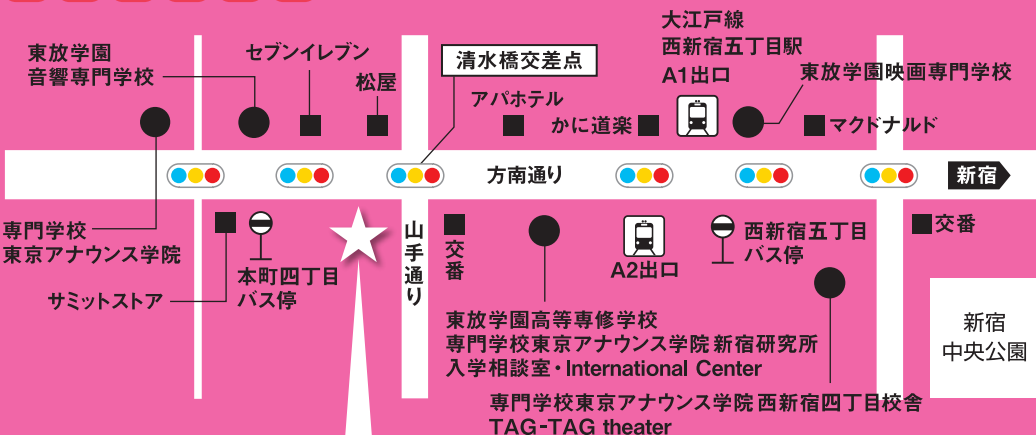 東放学園
音響専門学校
セブンイレブン
松屋
清水橋交差点
アパホテル
かに道楽
大江戸線
西新宿五丁目駅
A1出口
東放学園映画専門学校
マクドナルド
方南通り
新宿
専門学校
東京アナウンス学院
サミットストア
本町四丁目
バス停
山手通り
交番
A2出口
西新宿五丁目
バス停
交番
東放学園高等専修学校
専門学校東京アナウンス学院 新宿研究所
入学相談室・International Center
専門学校東京アナウンス学院 西新宿四丁目校舎
TAG-TAG theater
新宿
中央公園